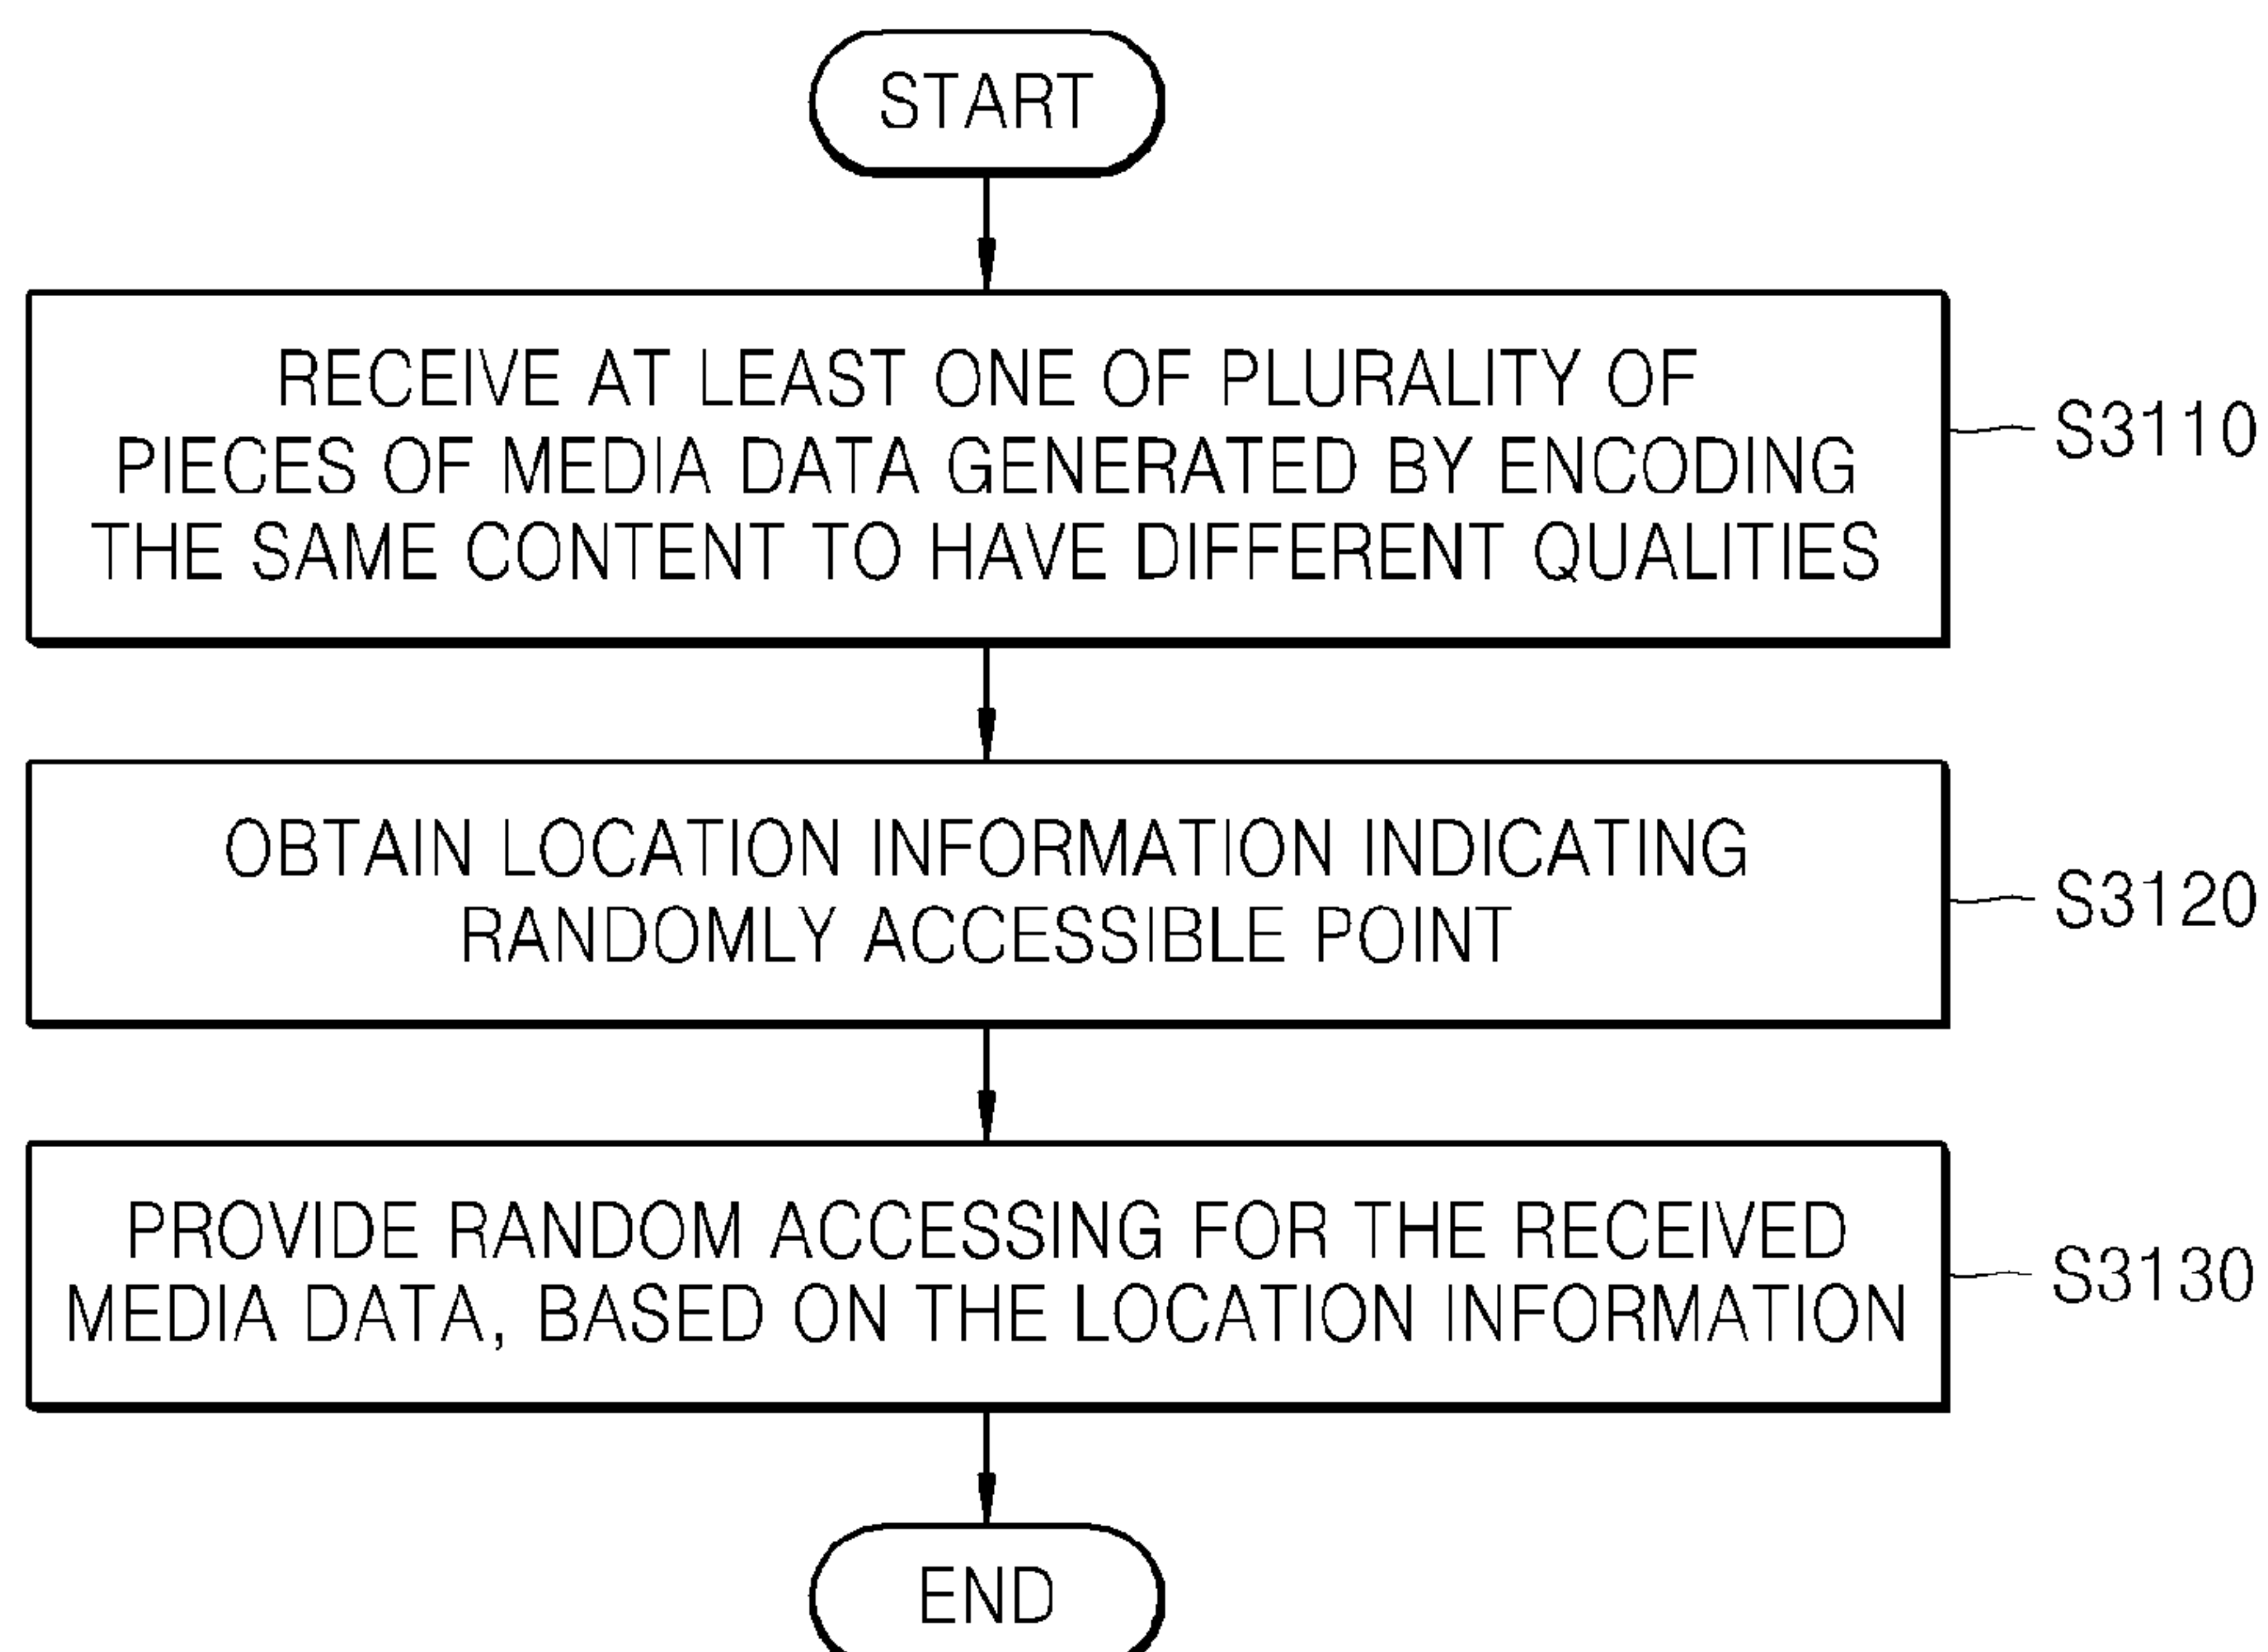 START
RECEIVE AT LEAST ONE OF PLURALITY OF
PIECES OF MEDIA DATA GENERATED BY ENCODING
THE SAME CONTENT TO HAVE DIFFERENT QUALITIES
S3110
OBTAIN LOCATION INFORMATION INDICATING
RANDOMLY ACCESSIBLE POINT
S3120
PROVIDE RANDOM ACCESSING FOR THE RECEIVED
MEDIA DATA, BASED ON THE LOCATION INFORMATION
S3130
END